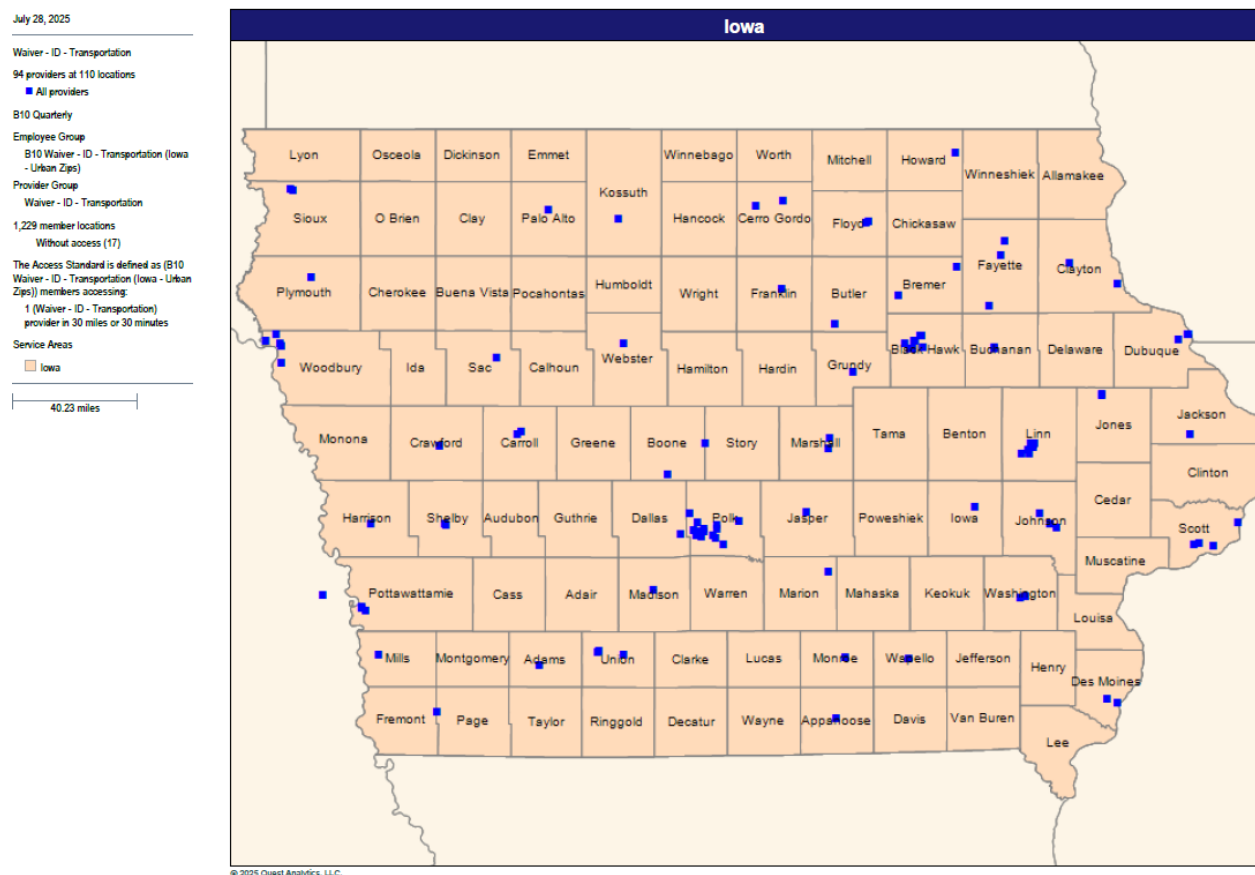 July 28, 2025
Waiver - ID - Transportation
94 providers at 110 locations
All providers
B10 Quarterly
Employee Group
B10 Waiver - ID - Transportation (Iowa
- Urban Zips)
Provider Group
Waiver - ID - Transportation
1,229 member locations
Without access (17)
The Access Standard is defined as (B10
Waiver - ID - Transportation (Iowa - Urban
Zips)) members accessing:
1 (Waiver - ID - Transportation)
provider in 30 miles or 30 minutes
Service Areas
Iowa
40.23 miles
Iowa
Lyon Osceola Dickinson Emmet Winnebago Worth Mitchell Howard Winneshiek Allamakee
Kossuth
Sioux O Brien Clay Palo Alto Hancock Cerro Gordo Floyd Chickasaw
Fayette Clayton
Plymouth Cherokee Buena Vista Pocahontas Humboldt Wright Franklin Butler Bremer
Woodbury Ida Sac Calhoun Webster Hamilton Hardin Grundy Black Hawk Buchanan Delaware Dubuque
Monona Crawford Carroll Greene Boone Story Marshall Tama Benton Linn Jones Jackson
Clinton
Harrison Shelby Audubon Guthrie Dallas Polk Jasper Poweshiek Iowa Johnson Cedar Scott
Muscatine
Pottawattamie Cass Adair Madison Warren Marion Mahaska Keokuk Washington Louisa
Mills Montgomery Adams Union Clarke Lucas Monroe Wapello Jefferson Henry Des Moines
Fremont Page Taylor Ringgold Decatur Wayne Appanoose Davis Van Buren
Lee
© 2025 Quest Analytics, LLC.